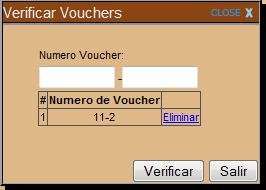 Verificar Vouchers CLOSE X
Numero Voucher:
-
# Numero de Voucher
1 11-2 Eliminar
Verificar Salir